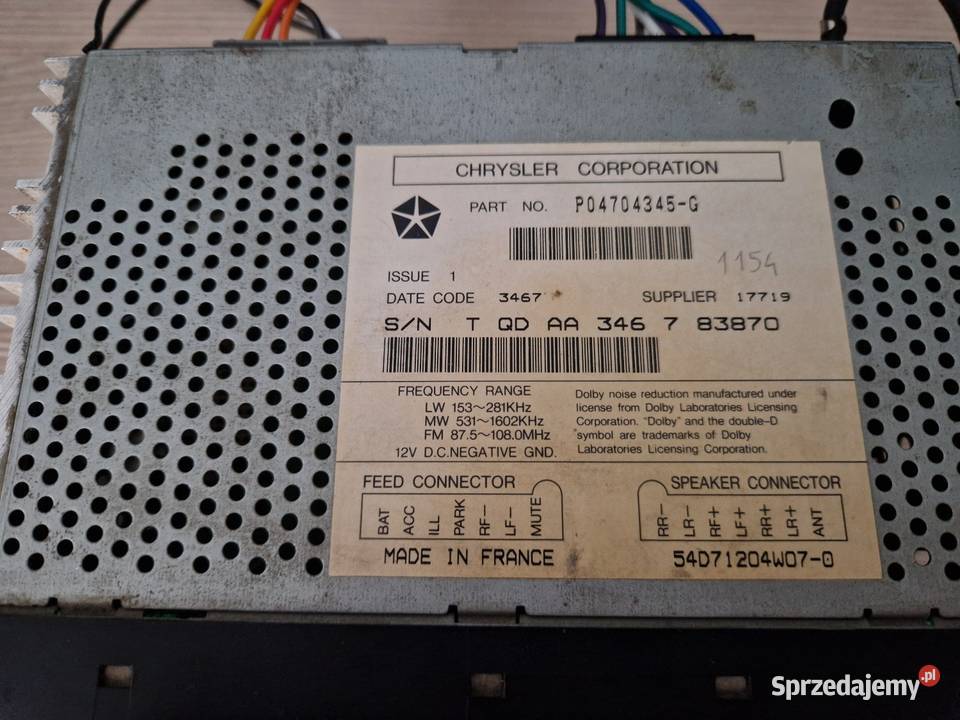 CHRYSLER CORPORATION
PART NO. P04704345-G
1154
ISSUE 1
DATE CODE 3467 SUPPLIER 17719
S/N T QD AA 346 7 83870
FREQUENCY RANGE
LW 153~281KHz
MW 531~1602KHz
FM 87.5~108.0MHz
12V D.C.NEGATIVE GND.
Dolby noise reduction manufactured under
license from Dolby Laboratories Licensing
Corporation. "Dolby" and the double-D
symbol are trademarks of Dolby
Laboratories Licensing Corporation.
FEED CONNECTOR
BAT
ACC
ILL
PARK
RF-
LF-
MUTE
MADE IN FRANCE
SPEAKER CONNECTOR
RR-
LR-
RF+
LF+
RR+
LR+
ANT
54D71204W07-0
Sprzedajemy.pl